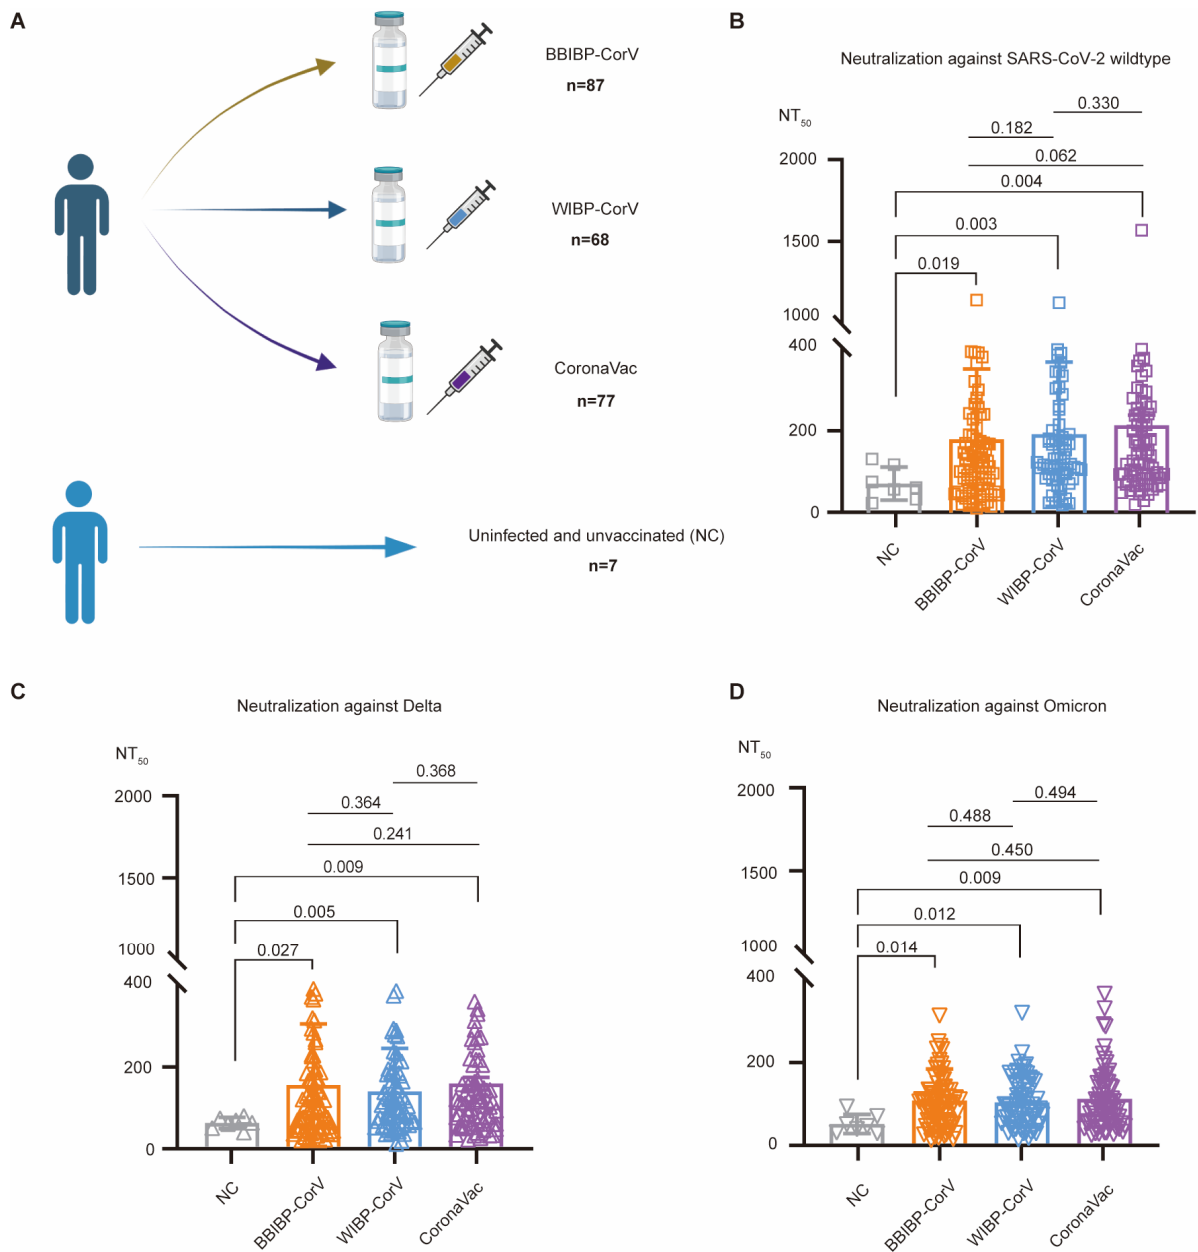 A
BBIBP-CorV
n=87
WIBP-CorV
n=68
CoronaVac
n=77
Uninfected and unvaccinated (NC)
n=7
B
Neutralization against SARS-CoV-2 wildtype
NT50
0.330
0.182
0.062
0.004
0.003
0.019
2000
1500
1000
400
200
0
NC
BBIBP-CorV
WIBP-CorV
CoronaVac
C
Neutralization against Delta
NT50
0.368
0.364
0.241
0.009
0.005
0.027
2000
1500
1000
400
200
0
NC
BBIBP-CorV
WIBP-CorV
CoronaVac
D
Neutralization against Omicron
NT50
0.494
0.488
0.450
0.009
0.012
0.014
2000
1500
1000
400
200
0
NC
BBIBP-CorV
WIBP-CorV
CoronaVac